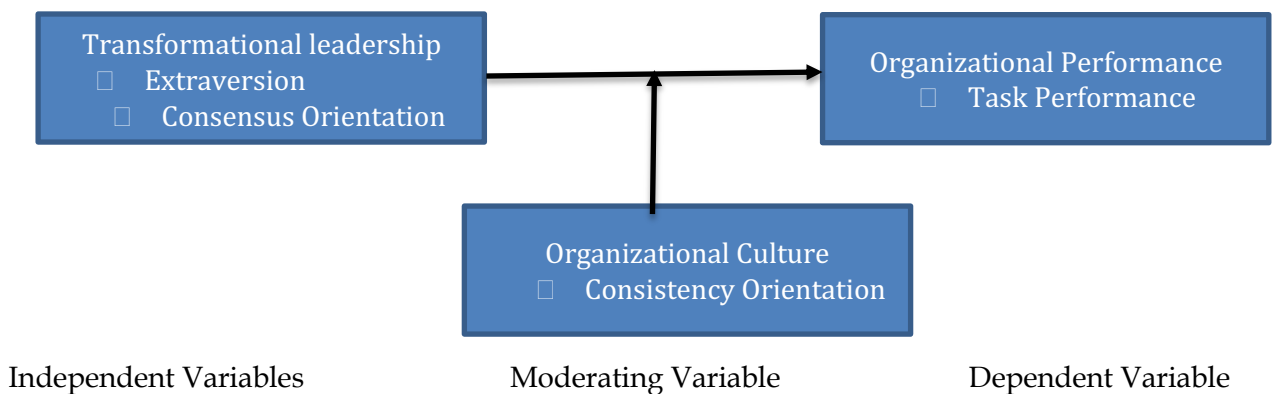 Transformational leadership
Extraversion
Consensus Orientation
Organizational Performance
Task Performance
Organizational Culture
Consistency Orientation
Independent Variables
Moderating Variable
Dependent Variable